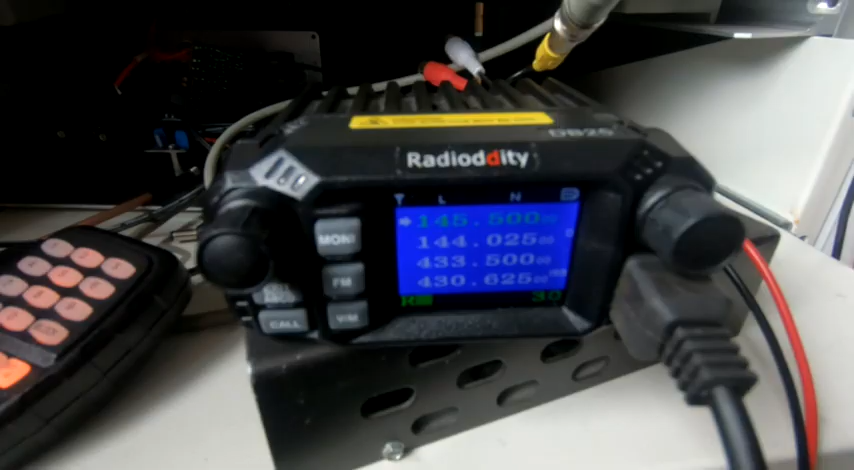 DB25
Radioddity
L N
145.500
MONI
144.025
433.500
FM
430.625
V/M
CALL